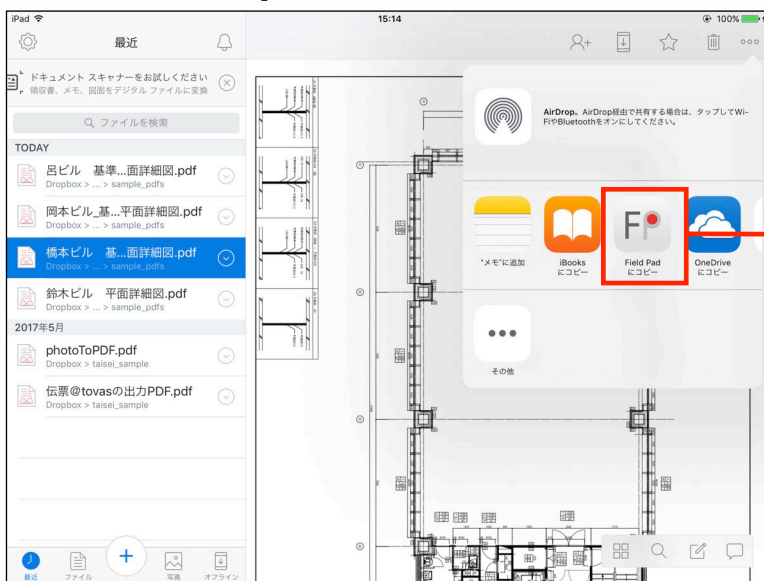 iPad
15:14
100%
最近
ドキュメント スキャナーをお試しください
領収書、メモ、図面をデジタル ファイルに変換
ファイルを検索
TODAY
呂ビル 基準...面詳細図.pdf
Dropbox > ... > sample_pdfs
岡本ビル_基...平面詳細図.pdf
Dropbox > ... > sample_pdfs
橋本ビル 基...面詳細図.pdf
Dropbox > ... > sample_pdfs
鈴木ビル 平面詳細図.pdf
Dropbox > ... > sample_pdfs
2017年5月
photoToPDF.pdf
Dropbox > taisei_sample
伝票@tovasの出力PDF.pdf
Dropbox > taisei_sample
最近
ファイル
写真
オフライン
AirDrop。AirDrop経由で共有する場合は、タップしてWi-
FiやBluetoothをオンにしてください。
"メモ"に追加
iBooks
にコピー
FP
Field Pad
にコピー
OneDrive
にコピー
その他